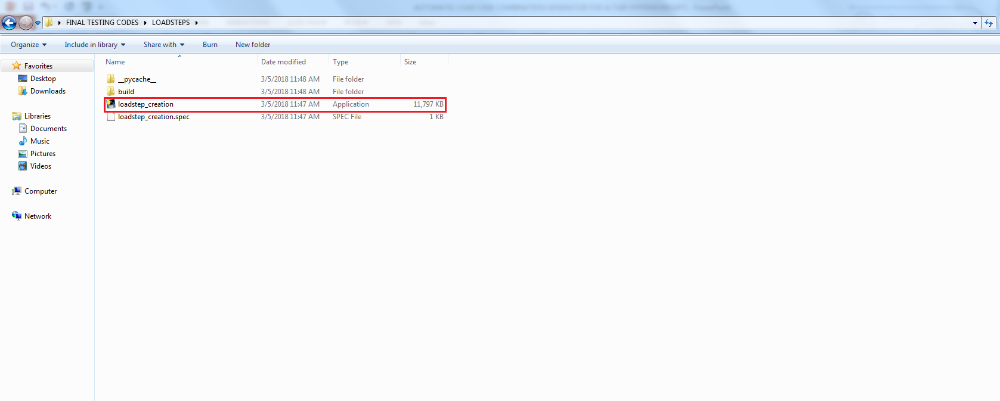 FINAL TESTING CODES LOADSTEPS
Organize Include in library Share with Burn New folder
Name Date modified Type Size
Favorites
Desktop
Downloads
Libraries
Documents
Music
Pictures
Videos
Computer
Network
__pycache__ 3/5/2018 11:48 AM File folder
build 3/5/2018 11:48 AM File folder
loadstep_creation 3/5/2018 11:47 AM Application 11,797 KB
loadstep_creation.spec 3/5/2018 11:47 AM SPEC File 1 KB